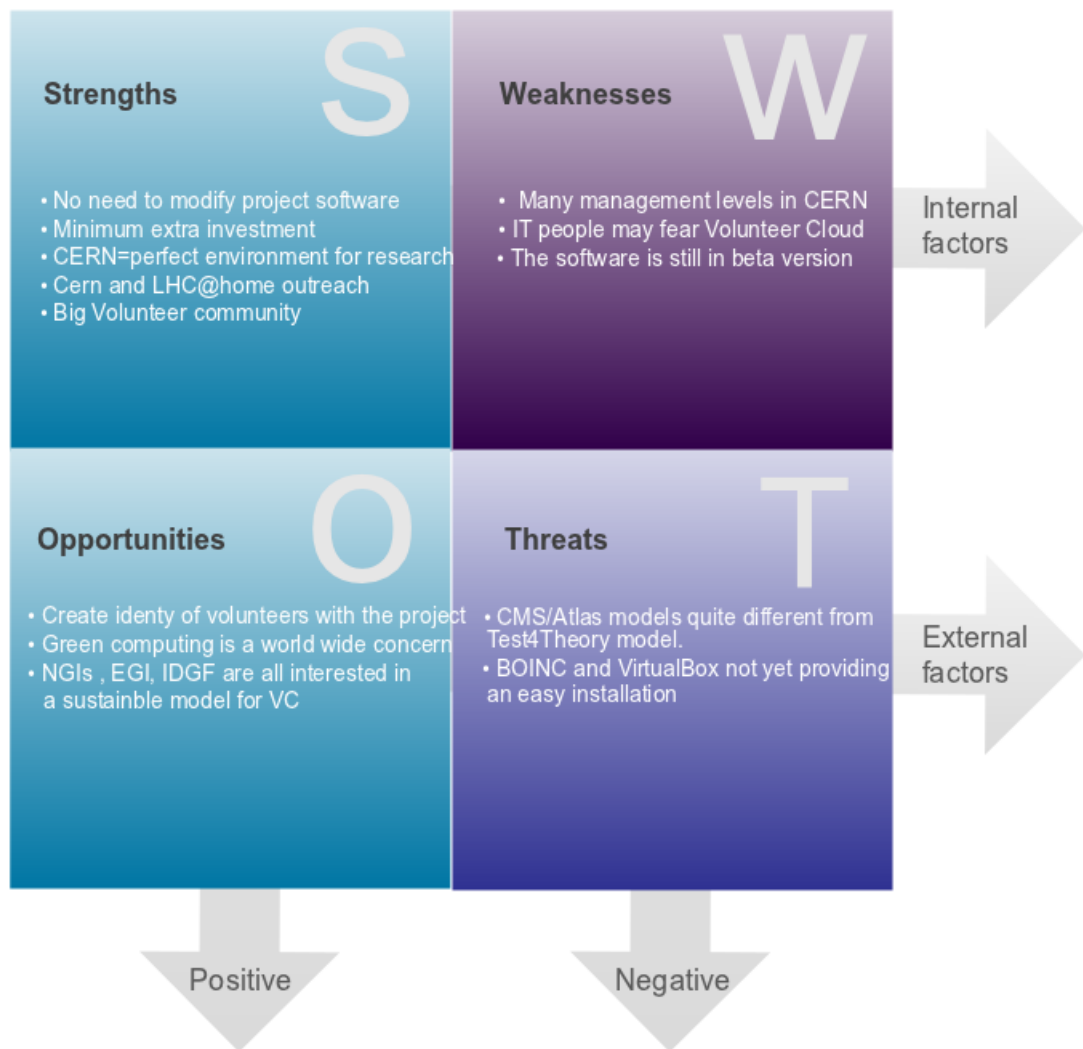 S
Strengths
• No need to modify project software
• Minimum extra investment
• CERN=perfect environment for research
• Cern and LHC@home outreach
• Big Volunteer community
W
Weaknesses
• Many management levels in CERN
• IT people may fear Volunteer Cloud
• The software is still in beta version
Internal
factors
O
Opportunities
• Create identy of volunteers with the project
• Green computing is a world wide concern
• NGIs , EGI, IDGF are all interested in
a sustainble model for VC
T
Threats
• CMS/Atlas models quite different from
Test4Theory model.
• BOINC and VirtualBox not yet providing
an easy installation
External
factors
Positive
Negative